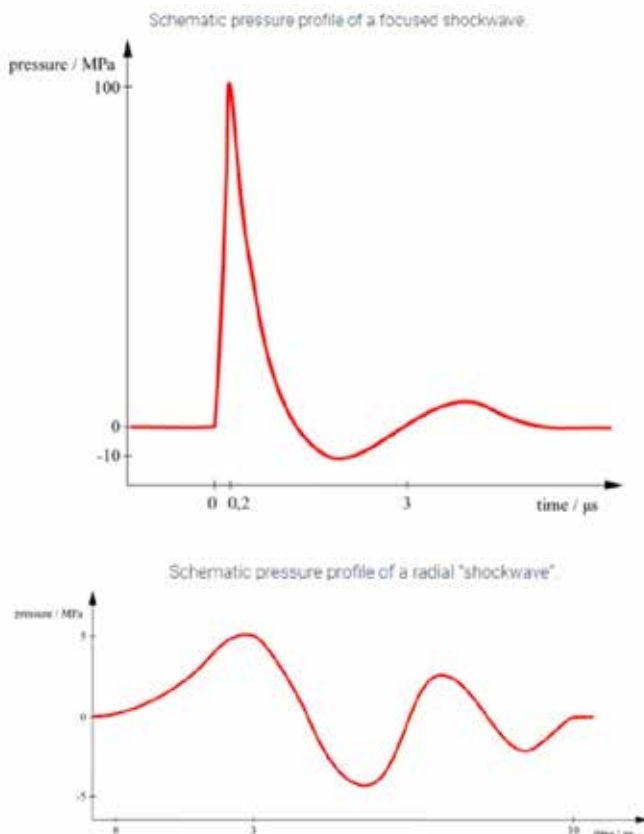 Schematic pressure profile of a focused shockwave.
pressure / MPa
100
0
-10
0 0,2 3 time / µs
Schematic pressure profile of a radial "shockwave".
pressure / MPa
5
0
-5
0 3 10